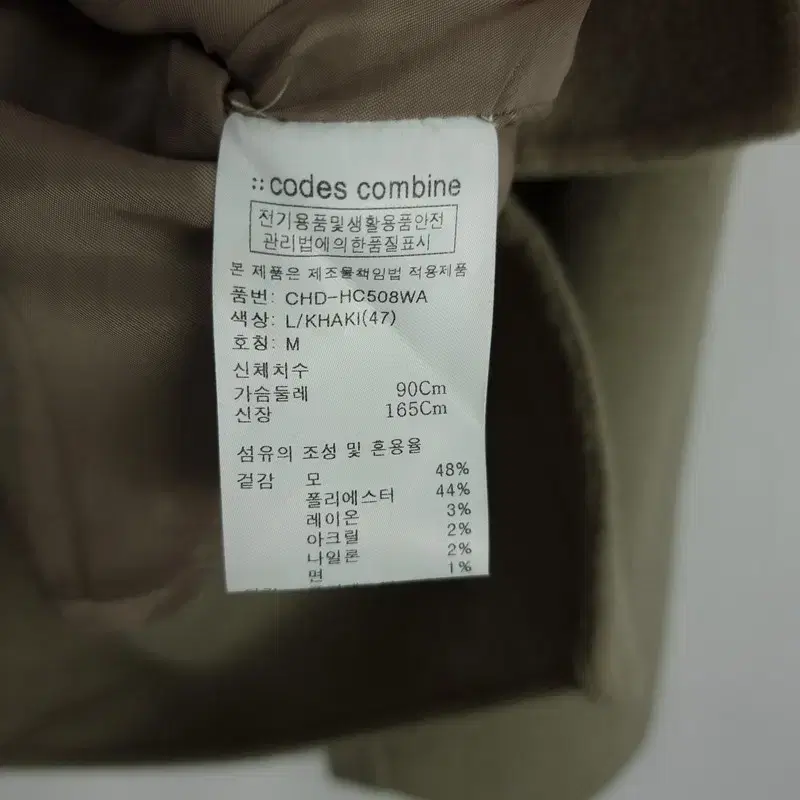 codes combine
전기용품및생활용품안전
관리법에의한품질표시
본 제품은 제조물책임법 적용제품
품번: CHD-HC508WA
색상: L/KHAKI(47)
호칭: M
신체치수
가슴둘레 90Cm
신장 165Cm
섬유의 조성 및 혼용율
겉감 모 48%
폴리에스터 44%
레이온 3%
아크릴 2%
나일론 2%
면 1%